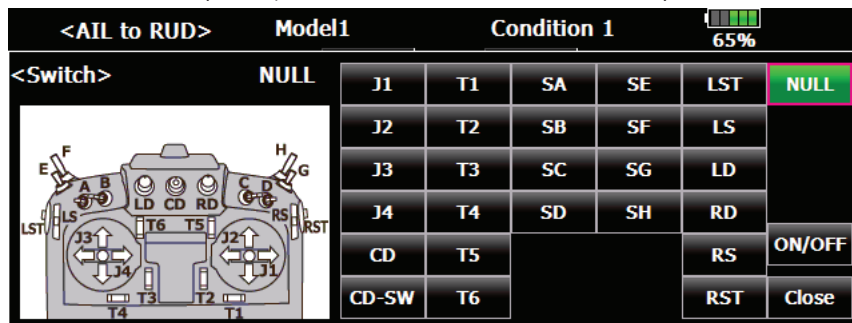 <AIL to RUD> Model1 Condition 1 65%
<Switch> NULL
J1 T1 SA SE LST NULL
J2 T2 SB SF LS
J3 T3 SC SG LD
J4 T4 SD SH RD
CD T5 RS ON/OFF
CD-SW T6 RST Close
F H
E G
A B C D
LD CD RD
LST LS RS RST
T6 T5
J3 J2
J4 J1
T3 T2
T4 T1